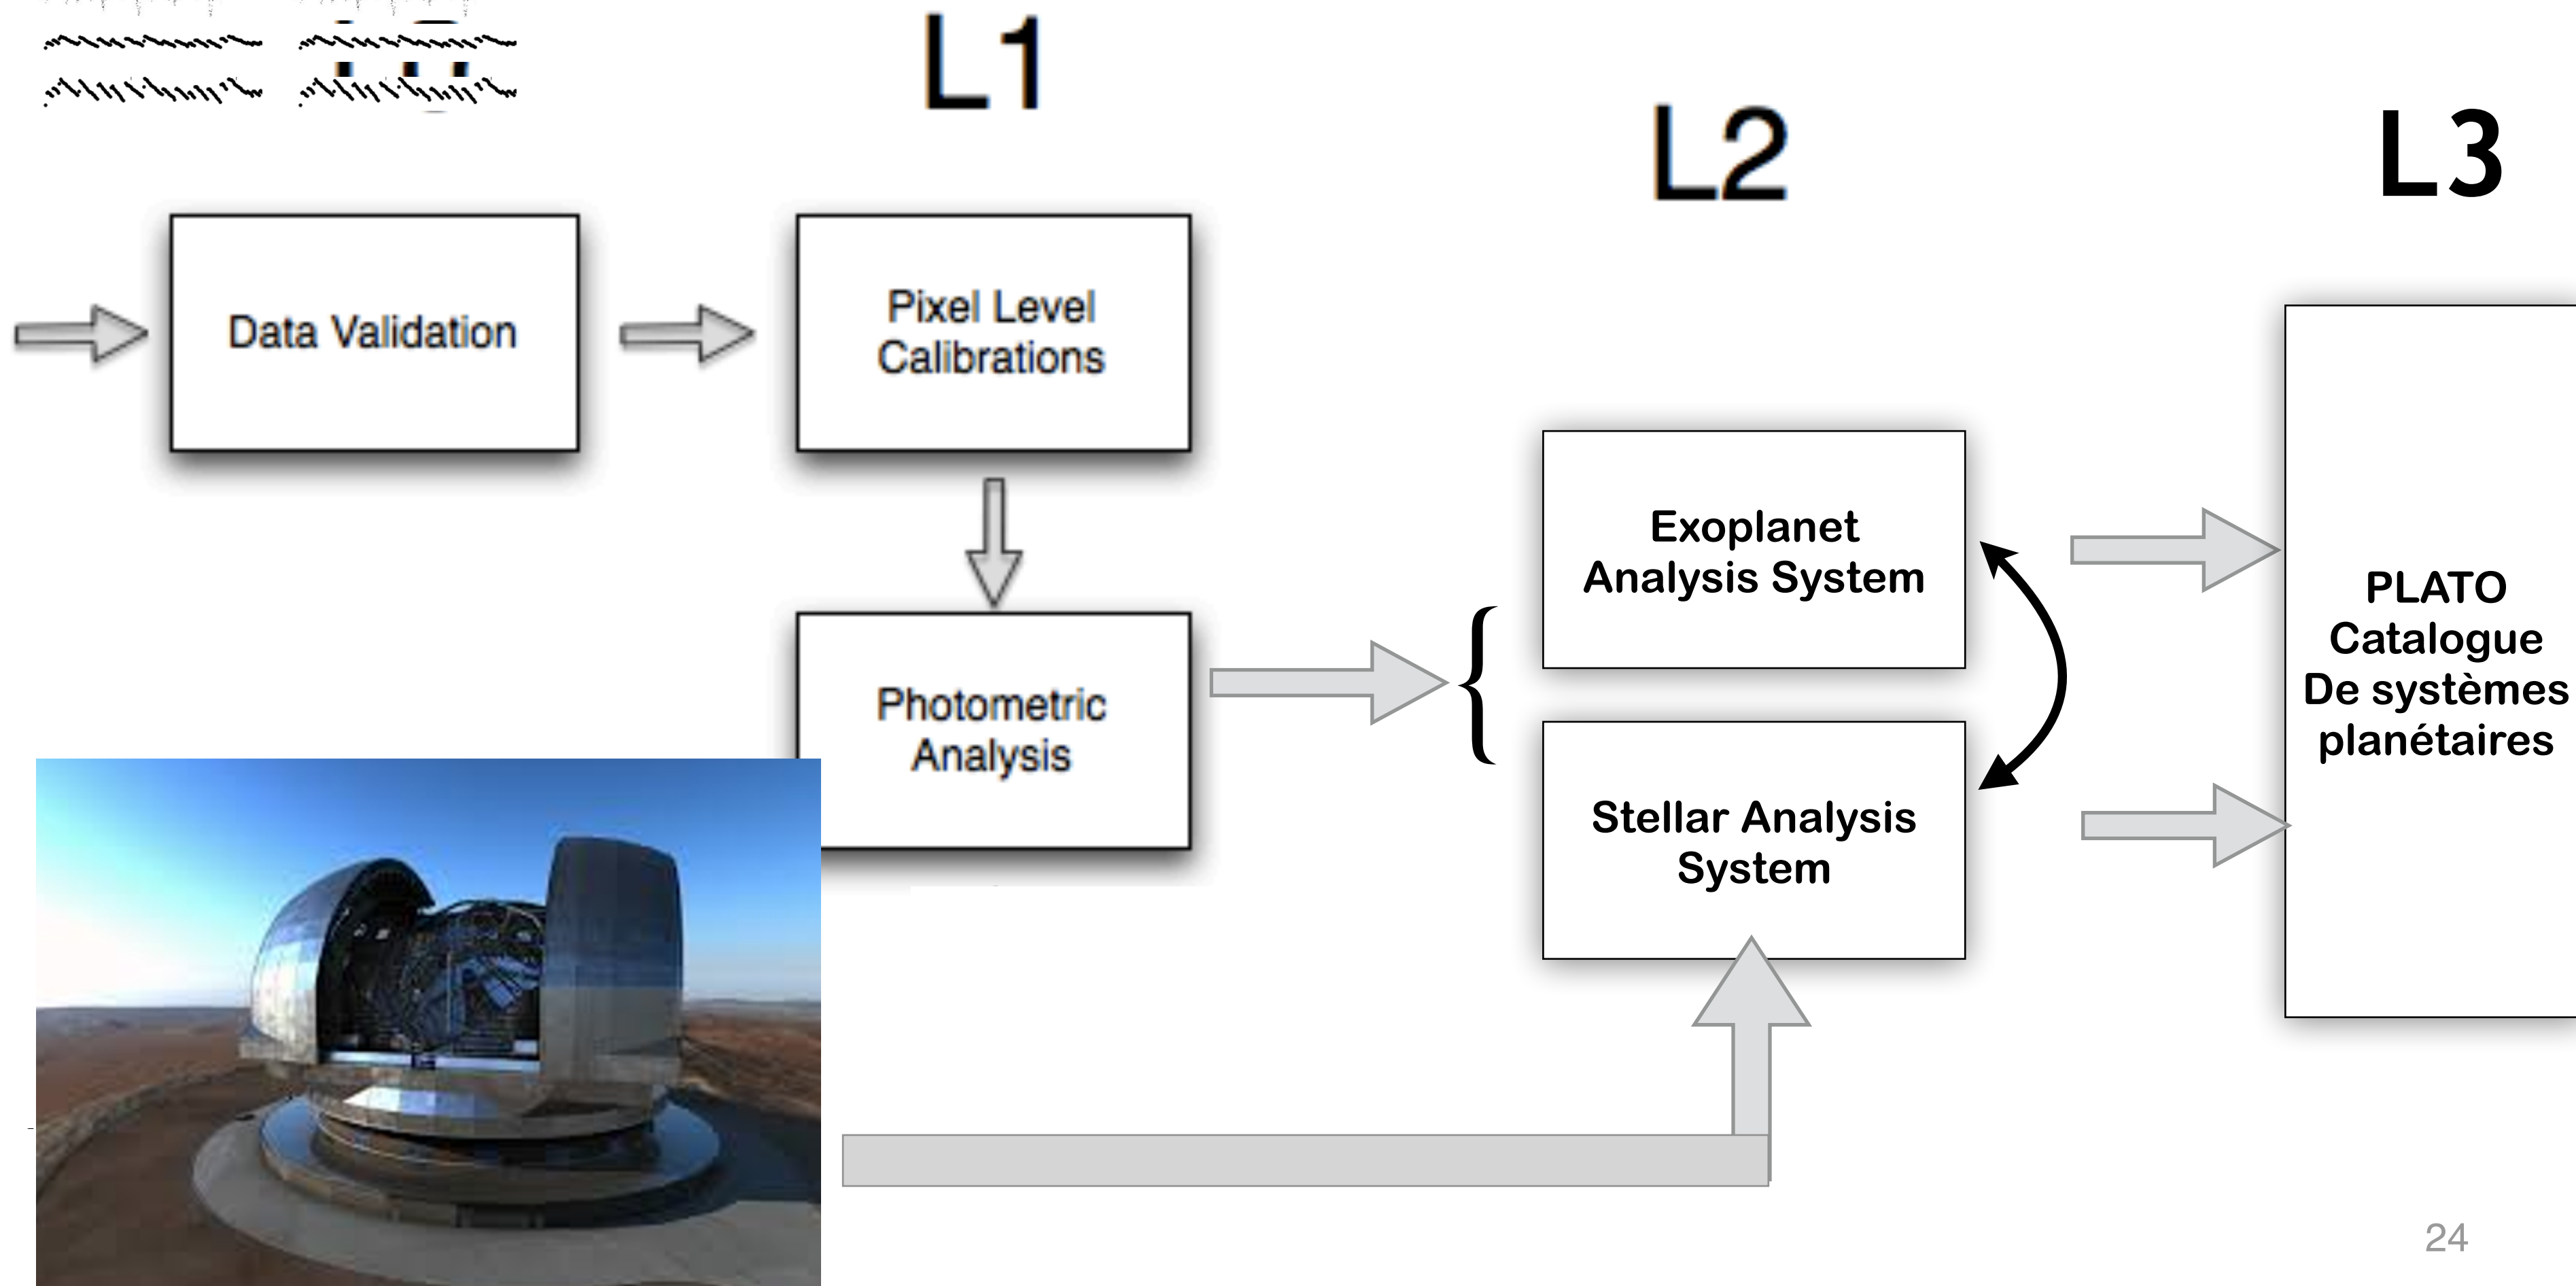 L1
L2
L3
Data Validation
Pixel Level
Calibrations
Photometric
Analysis
Exoplanet
Analysis System
Stellar Analysis
System
PLATO
Catalogue
De systèmes
planétaires
24